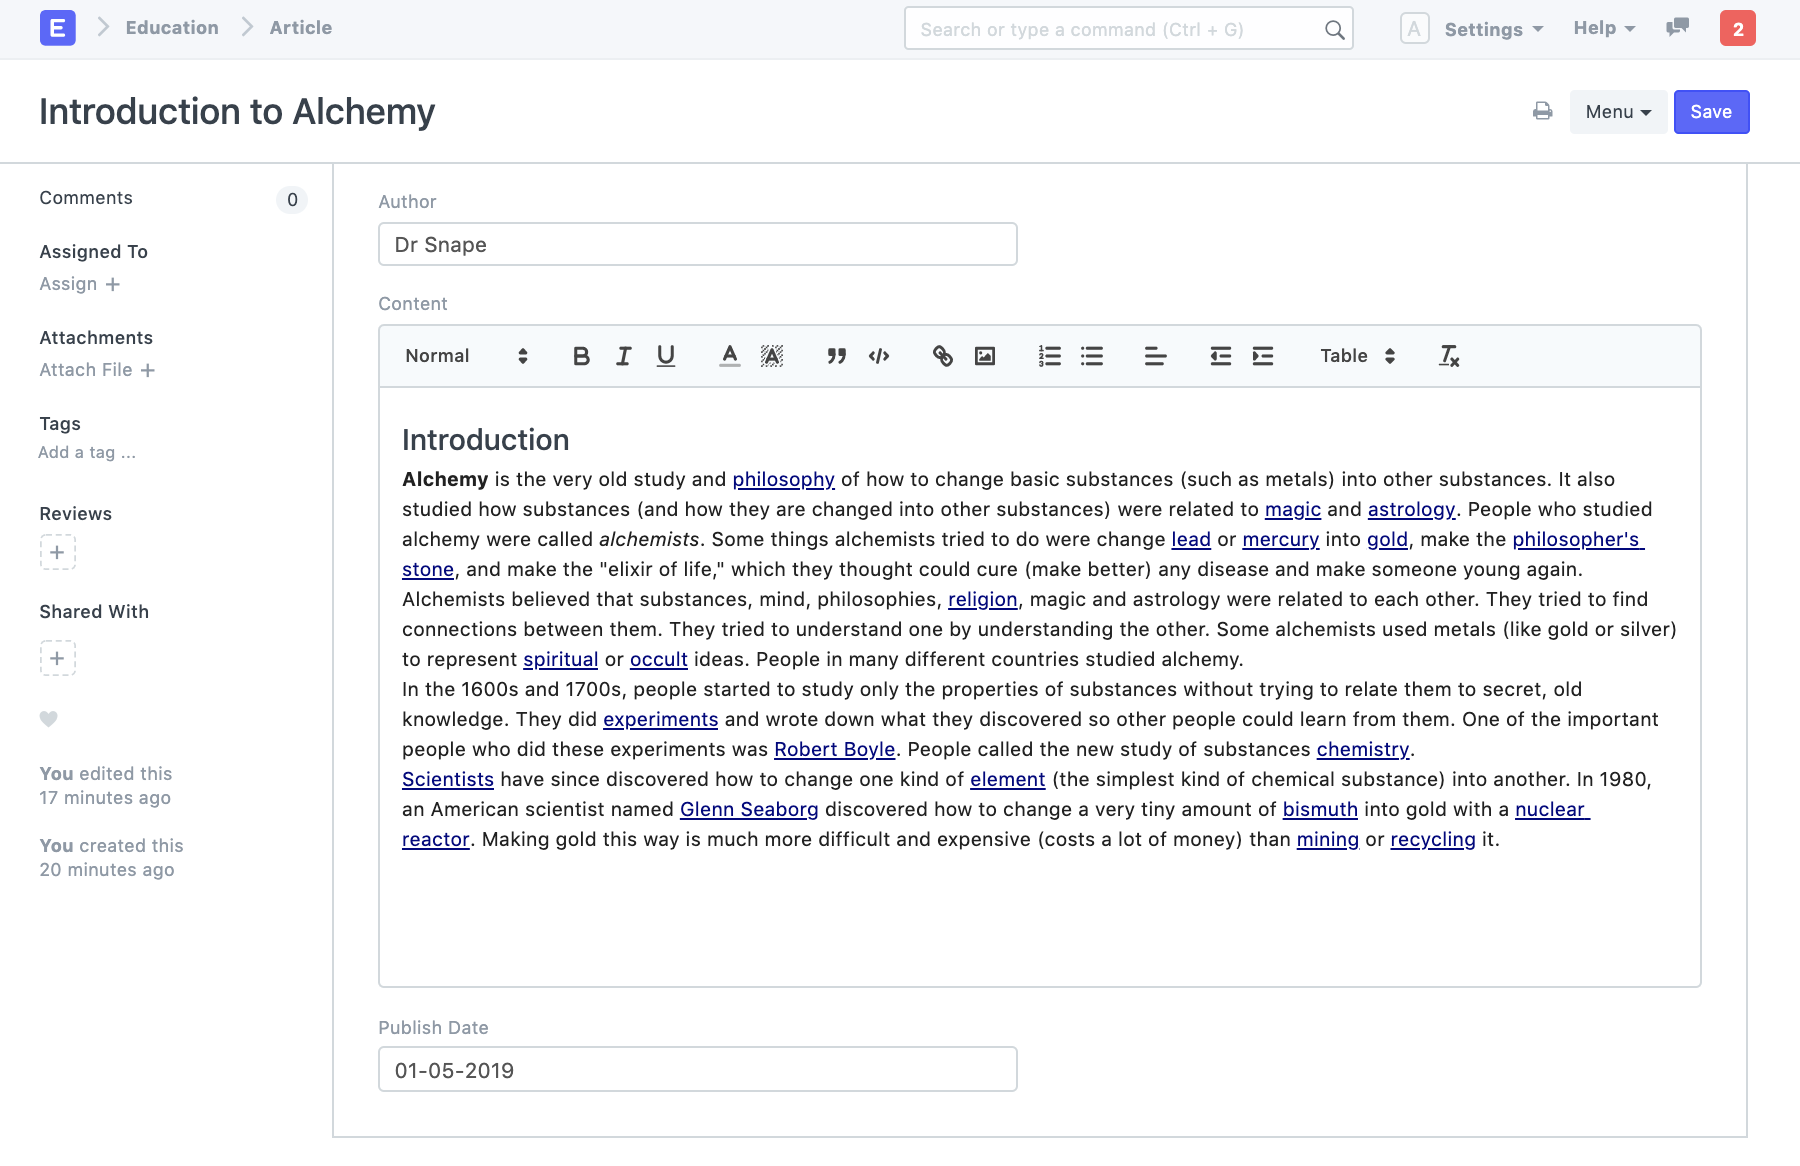 E Education Article Search or type a command (Ctrl + G) A Settings Help 2
Introduction to Alchemy Menu Save
Comments 0
Assigned To
Assign +
Attachments
Attach File +
Tags
Add a tag ...
Reviews
+
Shared With
+
You edited this
17 minutes ago
You created this
20 minutes ago
Author
Dr Snape
Content
Normal B I U A A Table
Introduction
Alchemy is the very old study and philosophy of how to change basic substances (such as metals) into other substances. It also
studied how substances (and how they are changed into other substances) were related to magic and astrology. People who studied
alchemy were called alchemists. Some things alchemists tried to do were change lead or mercury into gold, make the philosopher's
stone, and make the "elixir of life," which they thought could cure (make better) any disease and make someone young again.
Alchemists believed that substances, mind, philosophies, religion, magic and astrology were related to each other. They tried to find
connections between them. They tried to understand one by understanding the other. Some alchemists used metals (like gold or silver)
to represent spiritual or occult ideas. People in many different countries studied alchemy.
In the 1600s and 1700s, people started to study only the properties of substances without trying to relate them to secret, old
knowledge. They did experiments and wrote down what they discovered so other people could learn from them. One of the important
people who did these experiments was Robert Boyle. People called the new study of substances chemistry.
Scientists have since discovered how to change one kind of element (the simplest kind of chemical substance) into another. In 1980,
an American scientist named Glenn Seaborg discovered how to change a very tiny amount of bismuth into gold with a nuclear
reactor. Making gold this way is much more difficult and expensive (costs a lot of money) than mining or recycling it.
Publish Date
01-05-2019